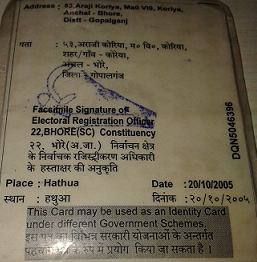 Address : 53,Araji Koriya, Ma0 Vi0, Koriya,
Anchal - Bhore,
Distt - Gopalganj
पता : ५३,अराजी कोरिया, म० वि०, कोरिया,
शहर/गाँव - कोरिया,
अंचल - भोरे,
जिला - गोपालगंज
Facsimile Signature of
Electoral Registration Officer
22,BHORE(SC) Constituency
२२. भोरे (अ.जा.) निर्वाचन क्षेत्र
के निर्वाचक रजिस्ट्रीकरण अधिकारी
के हस्ताक्षर की अनुकृति
DQN5046396
Place : Hathua Date : 20/10/2005
स्थान : हथुआ दिनांक : २०/१०/२००५
This Card may be used as an Identity Card
under different Government Schemes.
इस पत्र का विभिन्न सरकारी योजनाओं के अन्तर्गत
पहचान पत्र के रूप में प्रयोग किया जा सकता है ।